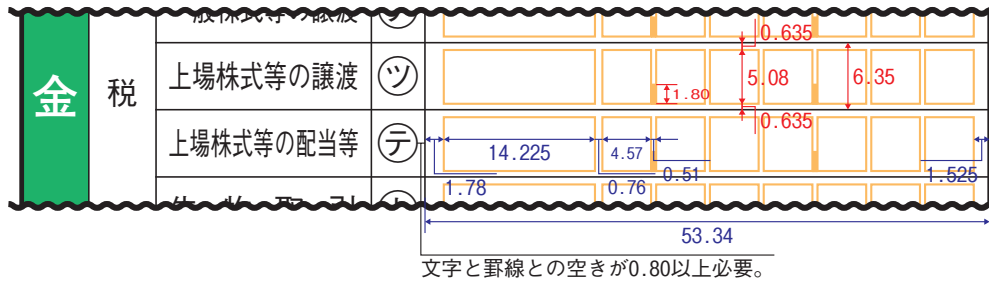 0.635
金
税
上場株式等の譲渡
ツ
5.08
6.35
1.80
0.635
上場株式等の配当等
テ
14.225
4.57
0.51
1.525
1.78
0.76
53.34
文字と罫線との空きが0.80以上必要。